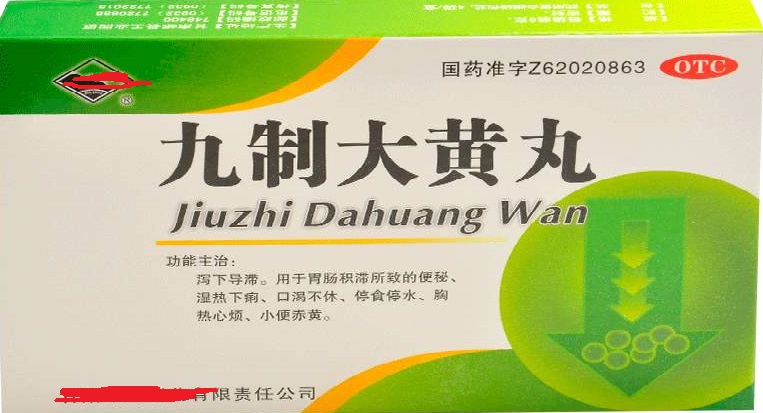 国药准字Z62020863
OTC
®
九制大黄丸
Jiuzhi Dahuang Wan
功能主治：
泻下导滞。用于胃肠积滞所致的便秘、
湿热下痢、口渴不休、停食停水、胸
热心烦、小便赤黄。
有限责任公司